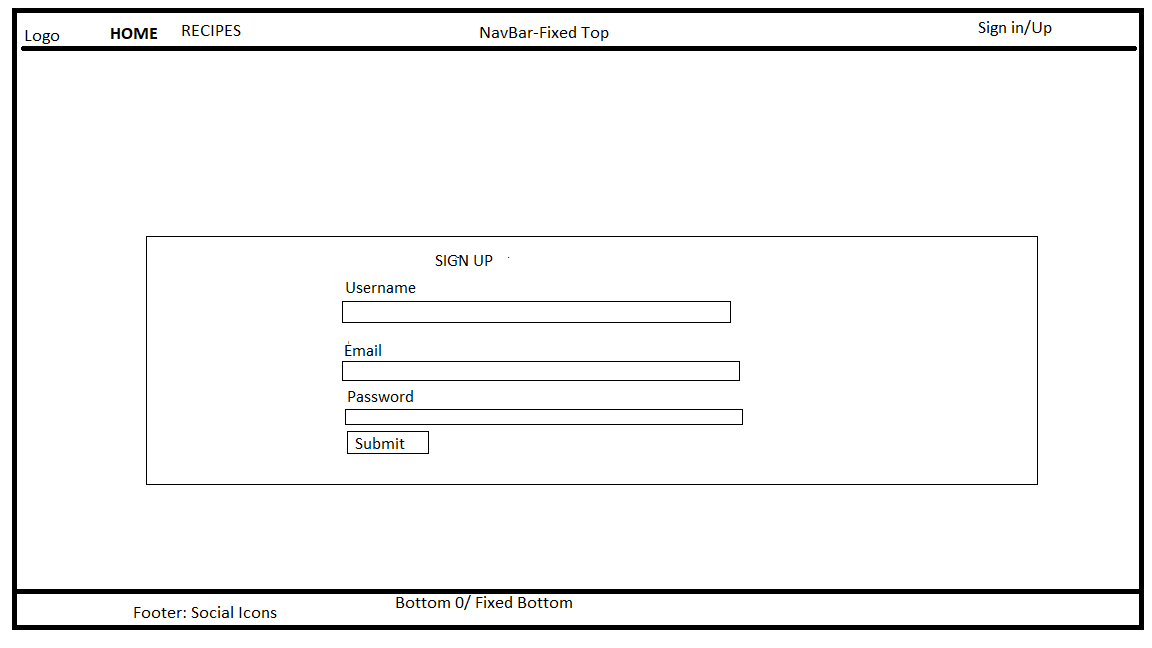 Logo HOME RECIPES NavBar-Fixed Top Sign in/Up
SIGN UP
Username
Email
Password
Submit
Footer: Social Icons Bottom 0/ Fixed Bottom